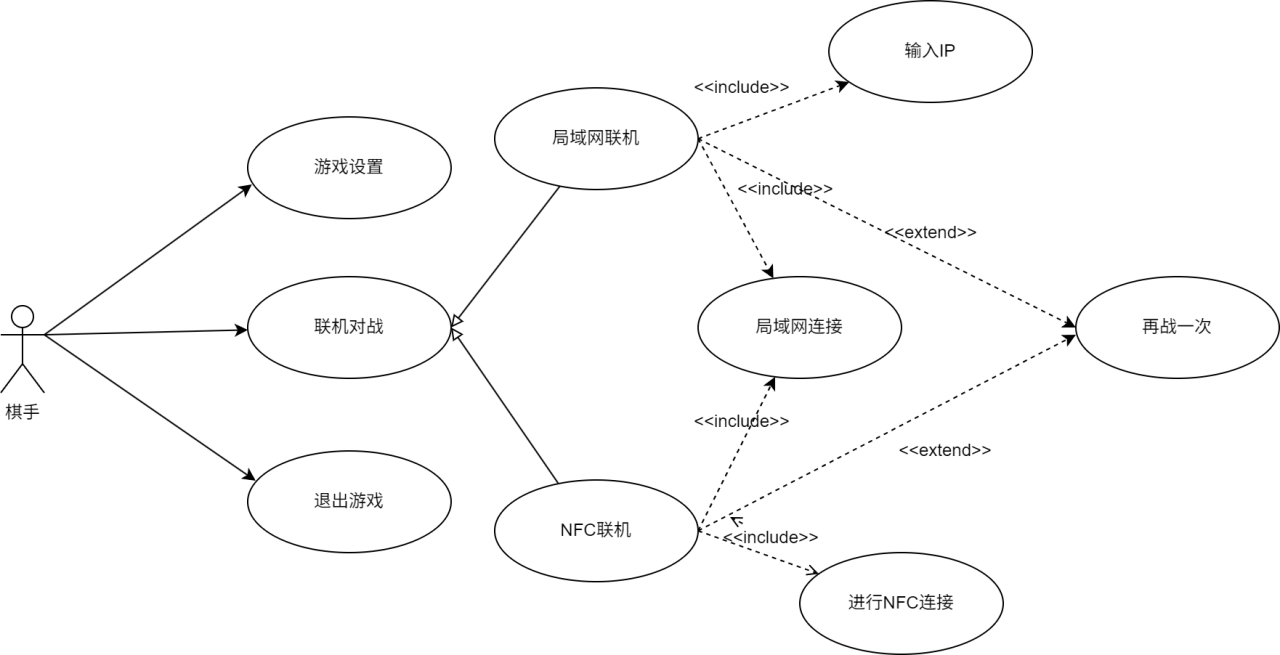 输入IP
<<include>>
局域网联机
游戏设置
<<include>>
<<extend>>
联机对战
局域网连接
再战一次
棋手
<<include>>
<<extend>>
退出游戏
NFC联机
<<include>>
进行NFC连接